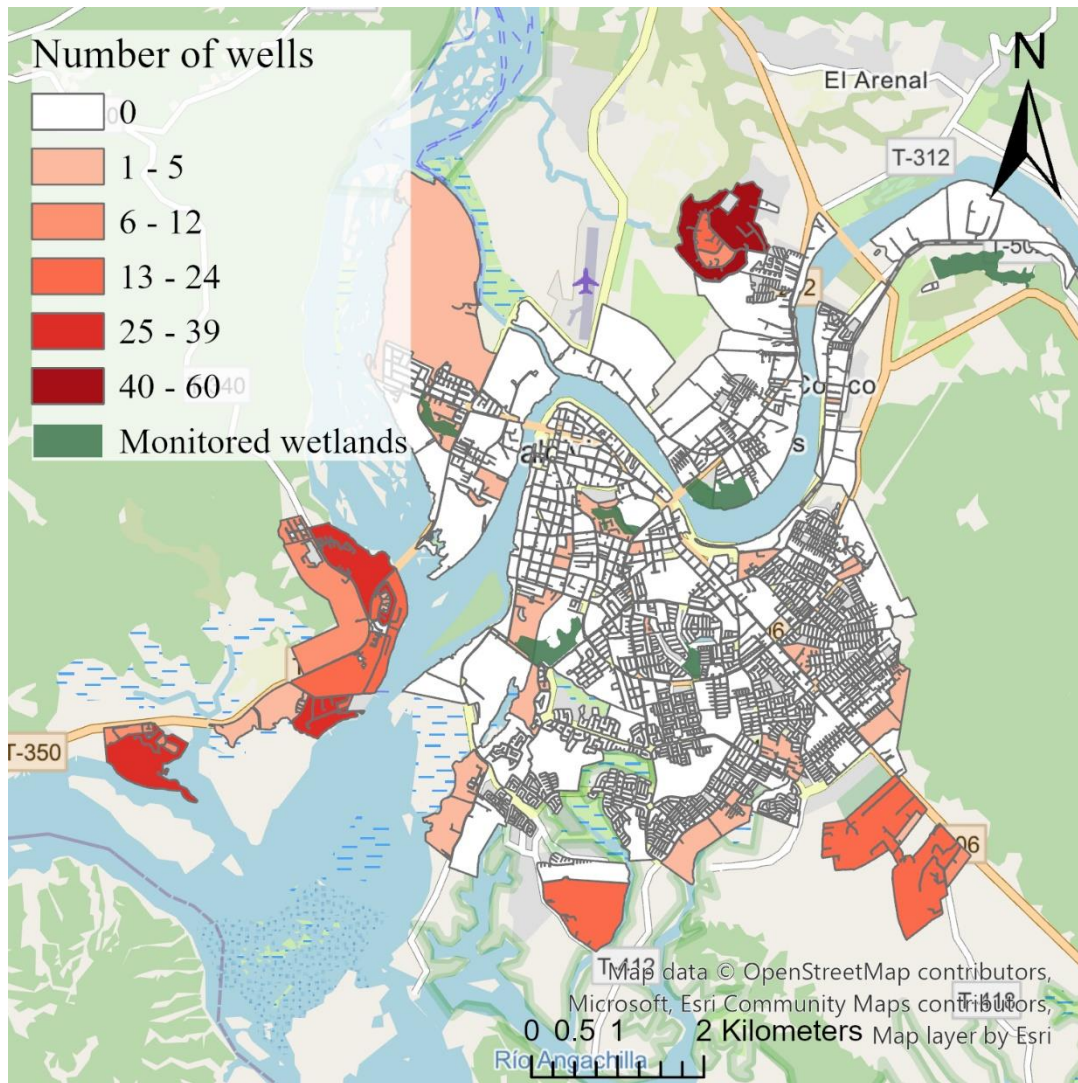 Number of wells
0
1 - 5
6 - 12
13 - 24
25 - 39
40 - 60
Monitored wetlands
N
El Arenal
T-312
T-350
T-418
Map data © OpenStreetMap contributors,
Microsoft, Esri Community Maps contributors,
Map layer by Esri
0 0.5 1 2 Kilometers
Río Angachilla